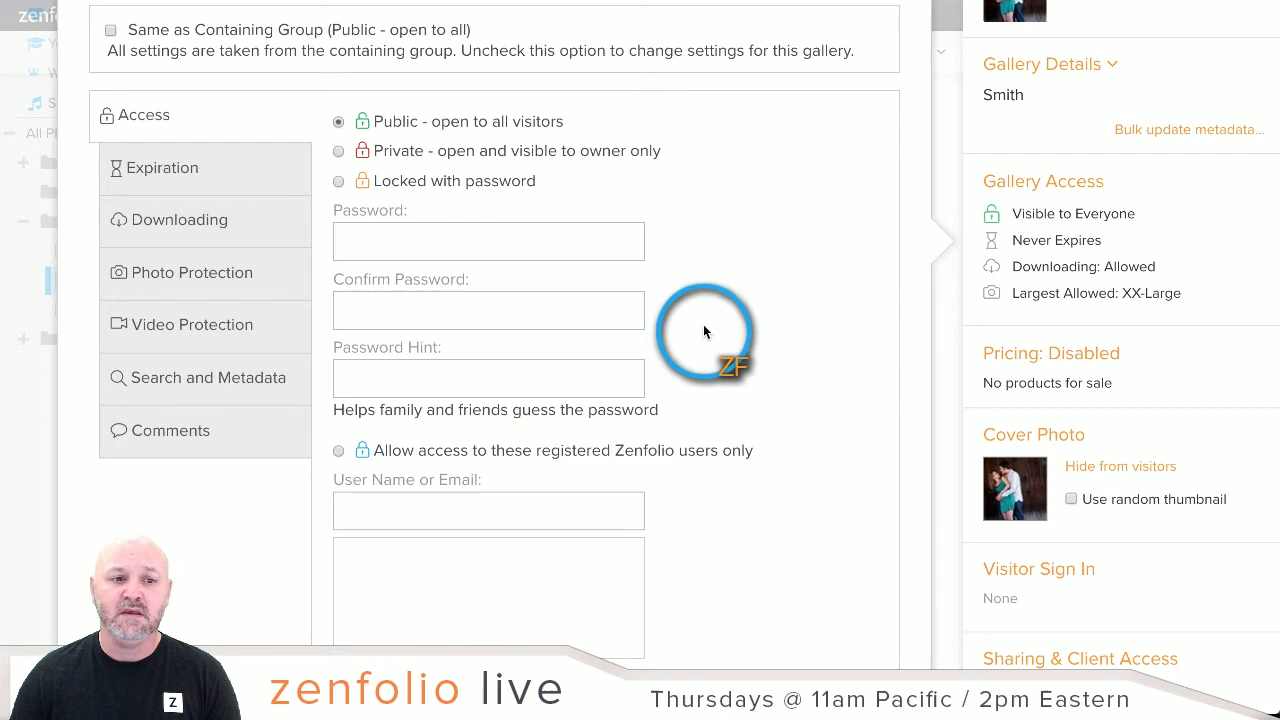 zenfolio
Same as Containing Group (Public - open to all)
All settings are taken from the containing group. Uncheck this option to change settings for this gallery.
Access
Expiration
Downloading
Photo Protection
Video Protection
Search and Metadata
Comments
Public - open to all visitors
Private - open and visible to owner only
Locked with password
Password:
Confirm Password:
Password Hint:
Helps family and friends guess the password
Allow access to these registered Zenfolio users only
User Name or Email:
ZF
Gallery Details
Smith
Bulk update metadata...
Gallery Access
Visible to Everyone
Never Expires
Downloading: Allowed
Largest Allowed: XX-Large
Pricing: Disabled
No products for sale
Cover Photo
Hide from visitors
Use random thumbnail
Visitor Sign In
None
Sharing & Client Access
All P
Z
zenfolio live
Thursdays @ 11am Pacific / 2pm Eastern